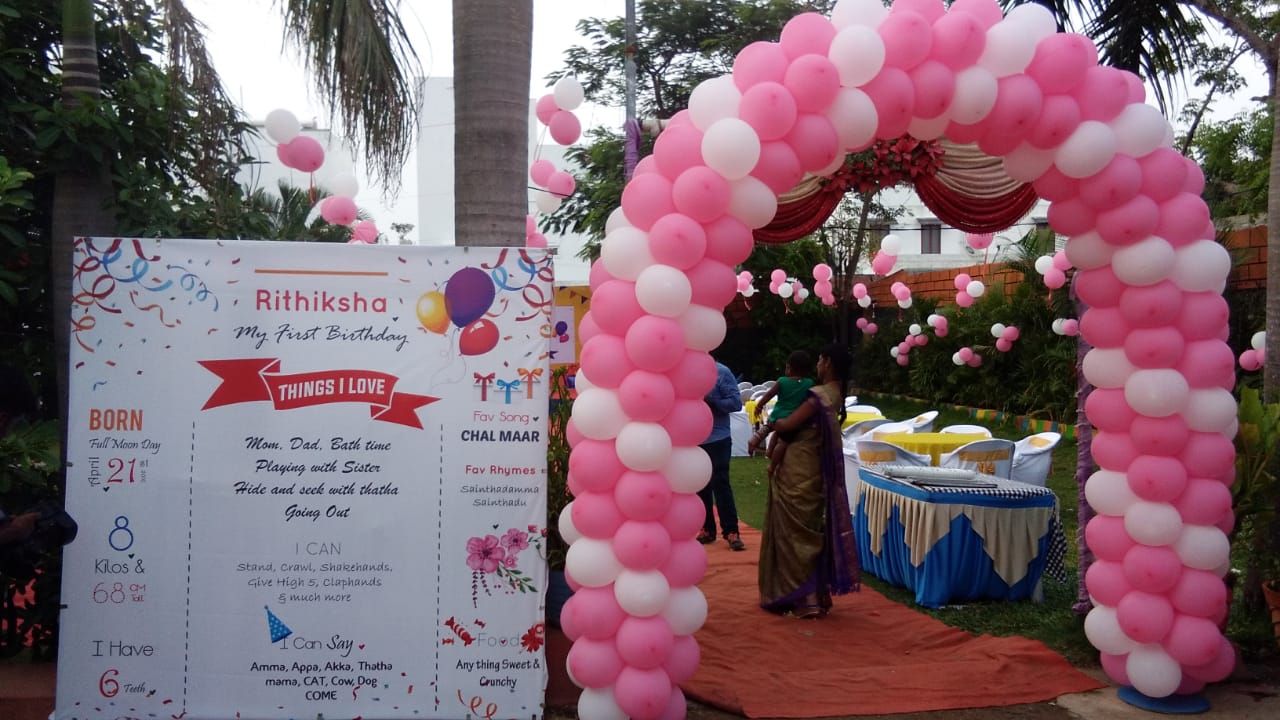 Rithiksha
My First Birthday
THINGS I LOVE
BORN
Full Moon Day
April 21
8
Kilos &
68 CM Tall
I Have
6 Teeth
Mom, Dad, Bath time
Playing with Sister
Hide and seek with thatha
Going Out
I CAN
Stand, Crawl, Shakehands,
Give High 5, Claphands
& much more
I Can Say
Amma, Appa, Akka, Thatha
mama, CAT, Cow, Dog
COME
Fav Song
CHAL MAAR
Fav Rhymes
Sainthadamma
Sainthadu
Food
Any thing Sweet &
Crunchy